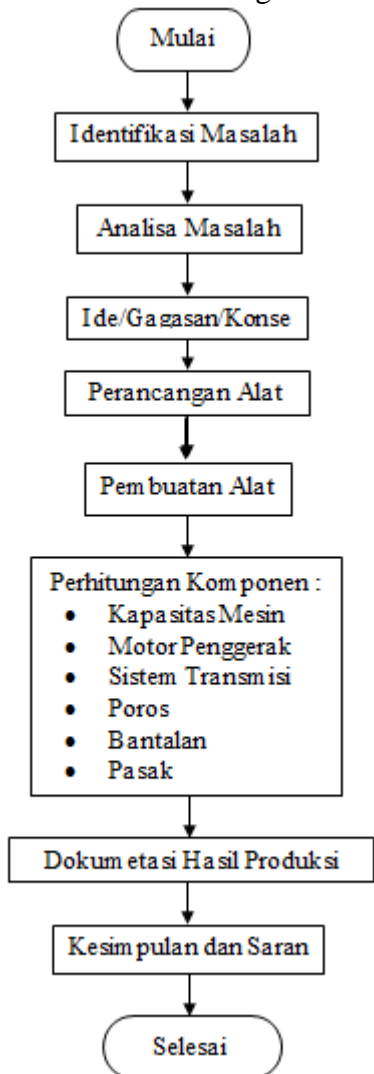 Mulai
Identifikasi Masalah
Analisa Masalah
Ide/Gagasan/Konse
Perancangan Alat
Pembuatan Alat
Perhitungan Komponen :
• Kapasitas Mesin
• Motor Penggerak
• Sistem Transmisi
• Poros
• Bantalan
• Pasak
Dokumetasi Hasil Produksi
Kesimpulan dan Saran
Selesai